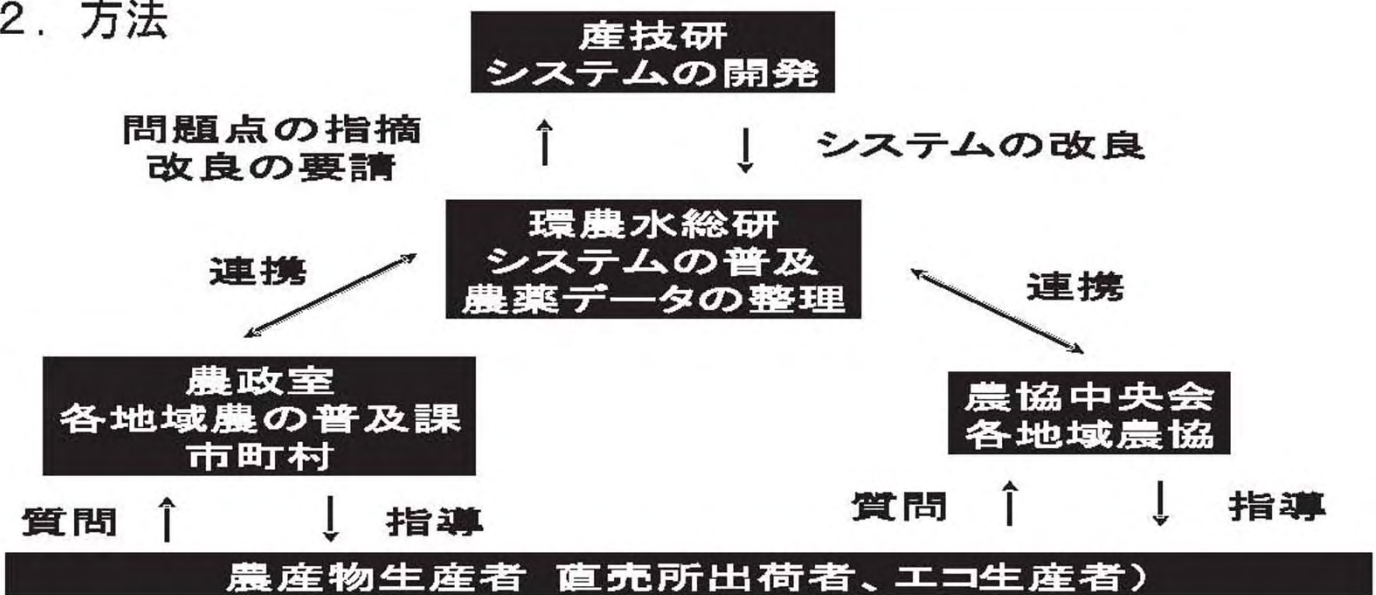 2．方法
産技研
システムの開発
問題点の指摘
改良の要請
システムの改良
環農水総研
システムの普及
農薬データの整理
連携
連携
農政室
各地域農の普及課
市町村
農協中央会
各地域農協
質問
指導
質問
指導
農産物生産者 直売所出荷者、エコ生産者）